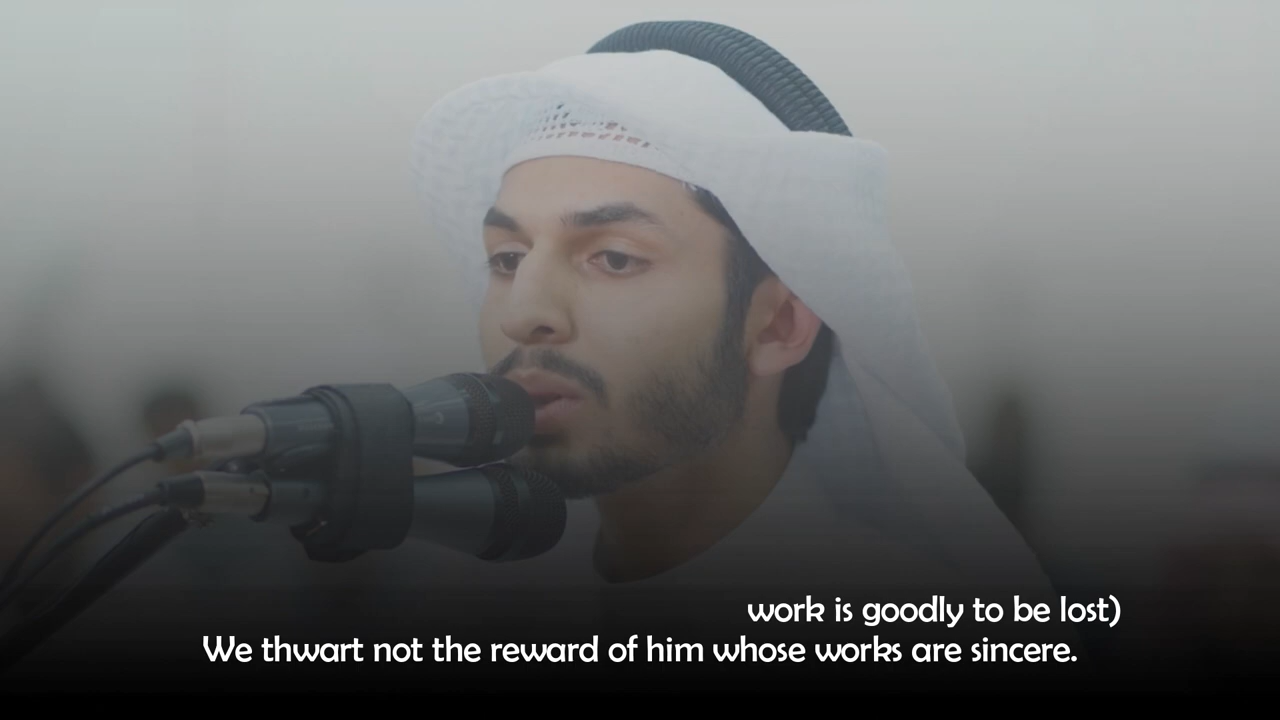 work is goodly to be lost)
We thwart not the reward of him whose works are sincere.